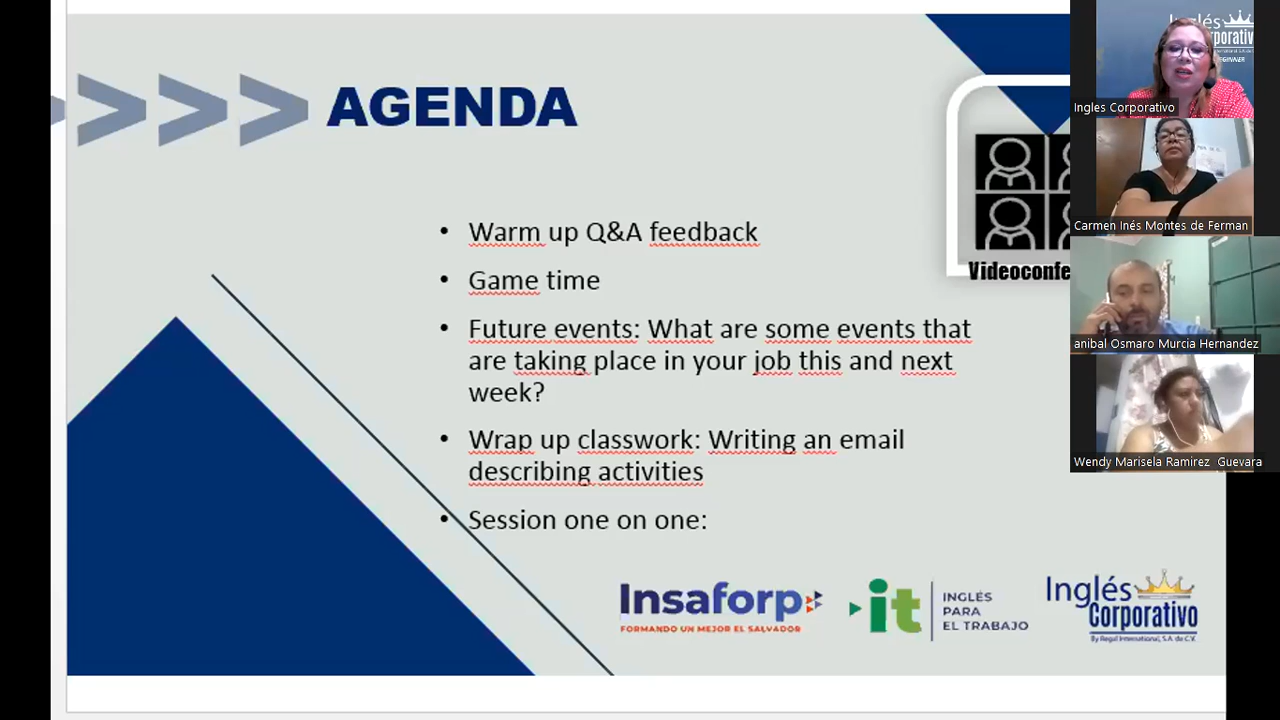 AGENDA
• Warm up Q&A feedback
• Game time
• Future events: What are some events that
are taking place in your job this and next
week?
• Wrap up classwork: Writing an email
describing activities
• Session one on one:
Videoconfe
Insaforp
FORMANDO UN MEJOR EL SALVADOR
it
INGLÉS
PARA
EL TRABAJO
Inglés
Corporativo
By Regal International, S.A. de C.V.
Inglés
rporativ
Ingles Corporativo
Carmen Inés Montes de Ferman
anibal Osmaro Murcia Hernandez
Wendy Marisela Ramirez Guevara